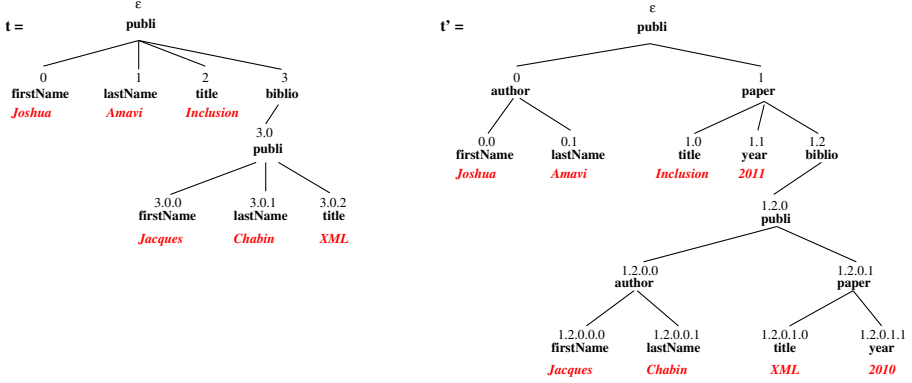 ε ε
t = publi t' = publi
0 1 2 3 0 1
firstName lastName title biblio author paper
Joshua Amavi Inclusion
3.0 0.0 0.1 1.0 1.1 1.2
publi firstName lastName title year biblio
Joshua Amavi Inclusion 2011
3.0.0 3.0.1 3.0.2 1.2.0
firstName lastName title publi
Jacques Chabin XML
1.2.0.0 1.2.0.1
author paper
1.2.0.0.0 1.2.0.0.1 1.2.0.1.0 1.2.0.1.1
firstName lastName title year
Jacques Chabin XML 2010